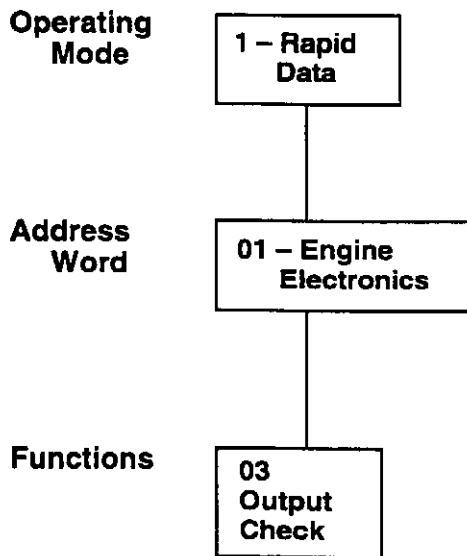 Operating
Mode
1 – Rapid
Data
Address
Word
01 – Engine
Electronics
Functions
03
Output
Check